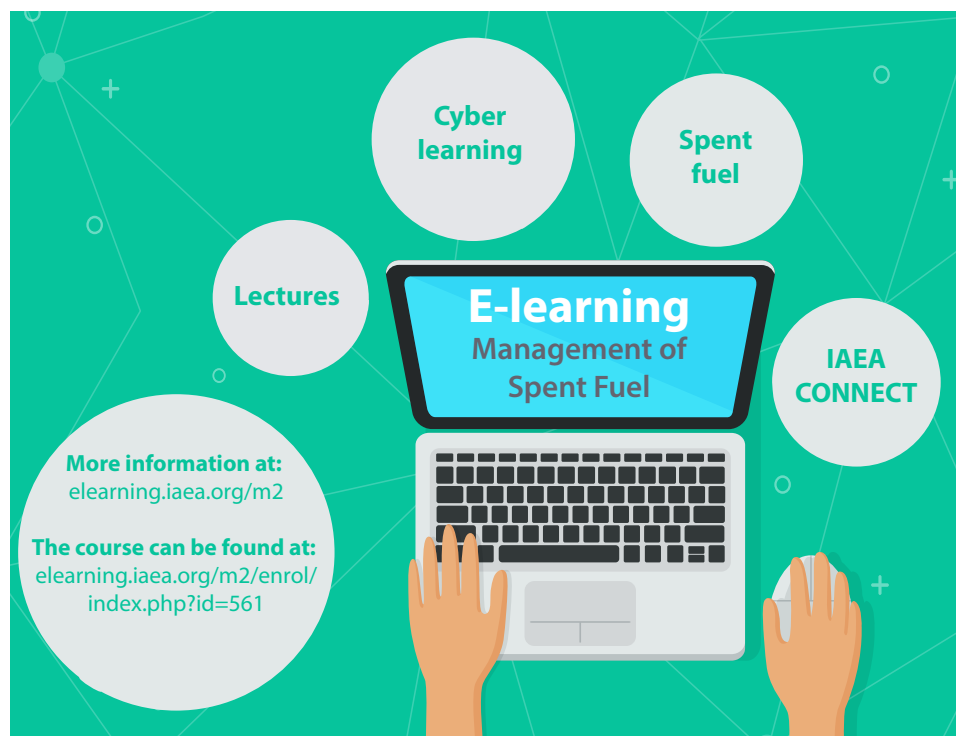 Cyber
learning
Spent
fuel
Lectures
E-learning
Management of
Spent Fuel
IAEA
CONNECT
More information at:
elearning.iaea.org/m2
The course can be found at:
elearning.iaea.org/m2/enrol/
index.php?id=561